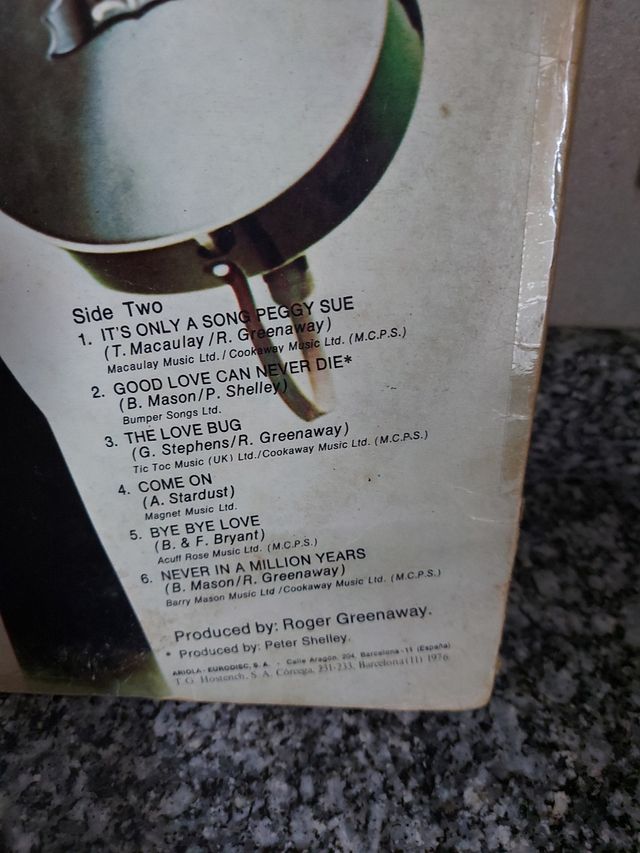 Side Two
1. IT'S ONLY A SONG PEGGY SUE
(T. Macaulay/R. Greenaway)
Macaulay Music Ltd./Cookaway Music Ltd. (M.C.P.S.)
2. GOOD LOVE CAN NEVER DIE*
(B. Mason/P. Shelley)
Bumper Songs Ltd.
3. THE LOVE BUG
(G. Stephens/R. Greenaway)
Tic Toc Music (UK) Ltd./Cookaway Music Ltd. (M.C.P.S.)
4. COME ON
(A. Stardust)
Magnet Music Ltd.
5. BYE BYE LOVE
(B. & F. Bryant)
Acuff Rose Music Ltd. (M.C.P.S.)
6. NEVER IN A MILLION YEARS
(B. Mason/R. Greenaway)
Barry Mason Music Ltd /Cookaway Music Ltd. (M.C.P.S.)
Produced by: Roger Greenaway.
* Produced by: Peter Shelley.
ARIOLA-EURODISC, S. A. - Calle Aragón, 204, Barcelona-11 (España)
T. G. Hostench, S. A. Córcega, 231-233, Barcelona (11) 1976